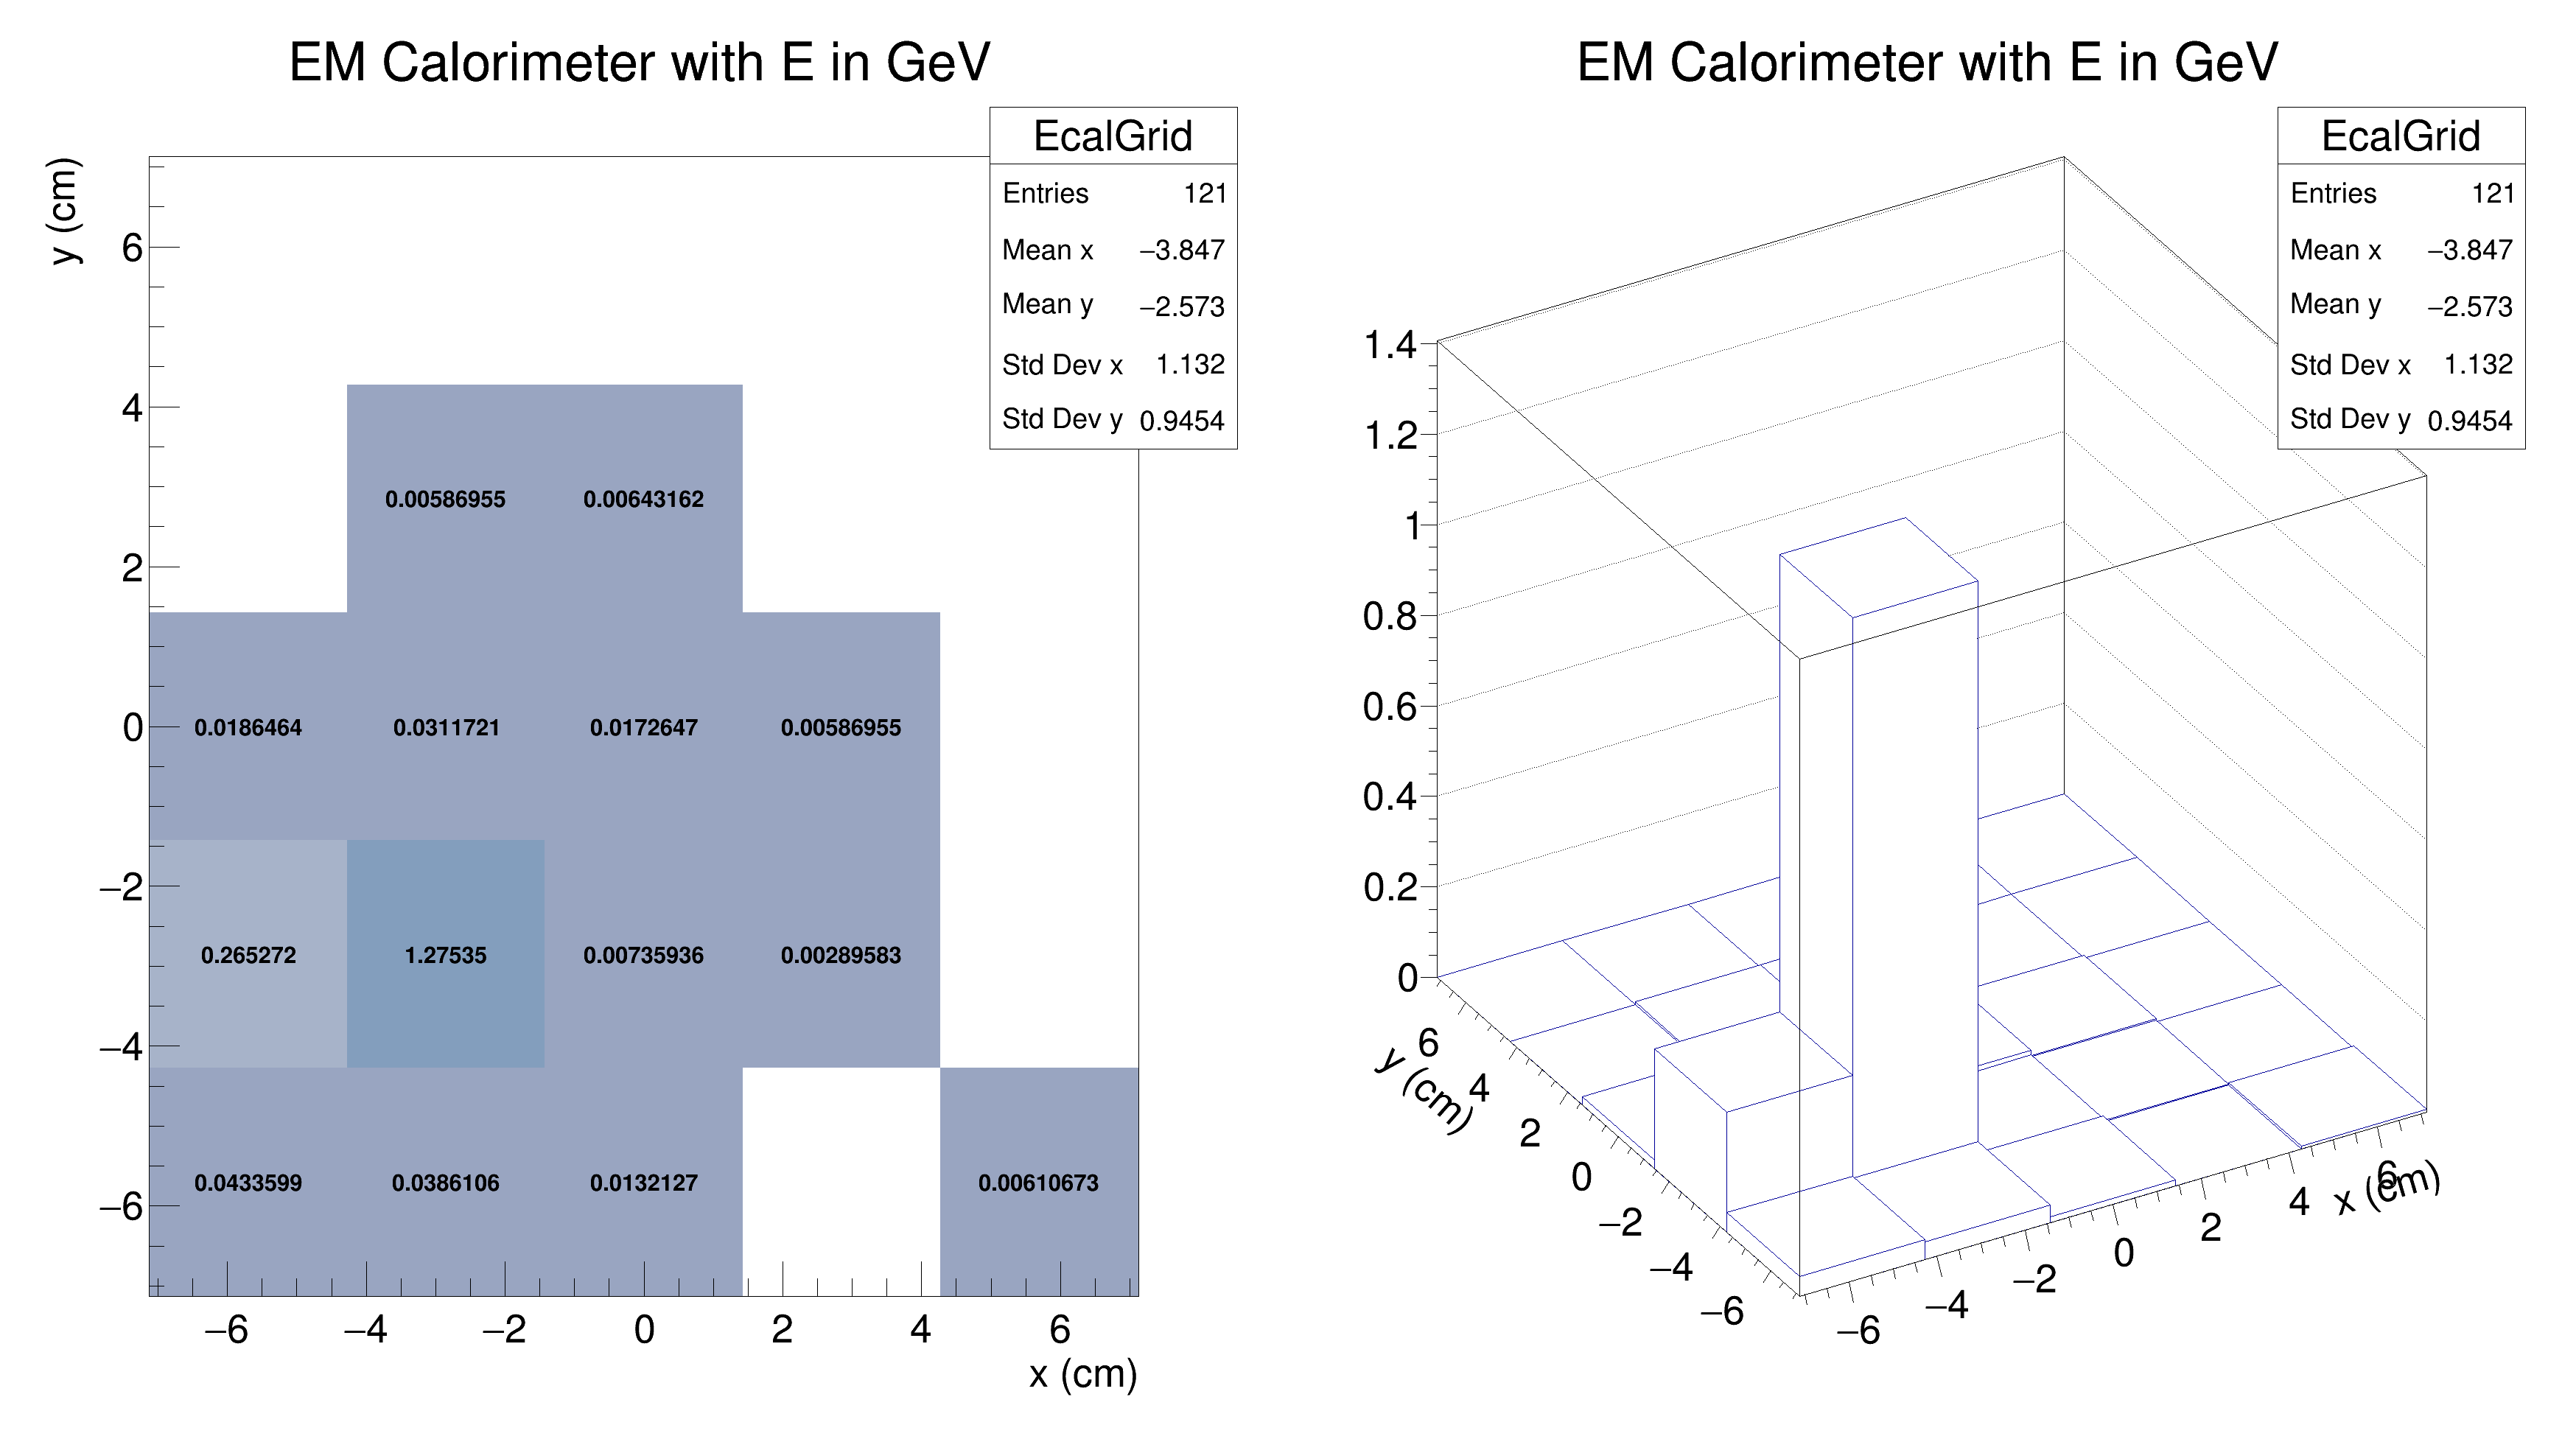 EM Calorimeter with E in GeV
EcalGrid
Entries 121
Mean x −3.847
Mean y −2.573
Std Dev x 1.132
Std Dev y 0.9454
y (cm)
6
4
2
0
−2
−4
−6
0.00586955 0.00643162
0.0186464 0.0311721 0.0172647 0.00586955
0.265272 1.27535 0.00735936 0.00289583
0.0433599 0.0386106 0.0132127 0.00610673
−6 −4 −2 0 2 4 6
x (cm)
EM Calorimeter with E in GeV
EcalGrid
Entries 121
Mean x −3.847
Mean y −2.573
Std Dev x 1.132
Std Dev y 0.9454
1.4
1.2
1
0.8
0.6
0.4
0.2
0
y (cm)
6
4
2
0
−2
−4
−6
−6 −4 −2 0 2 4 6
x (cm)